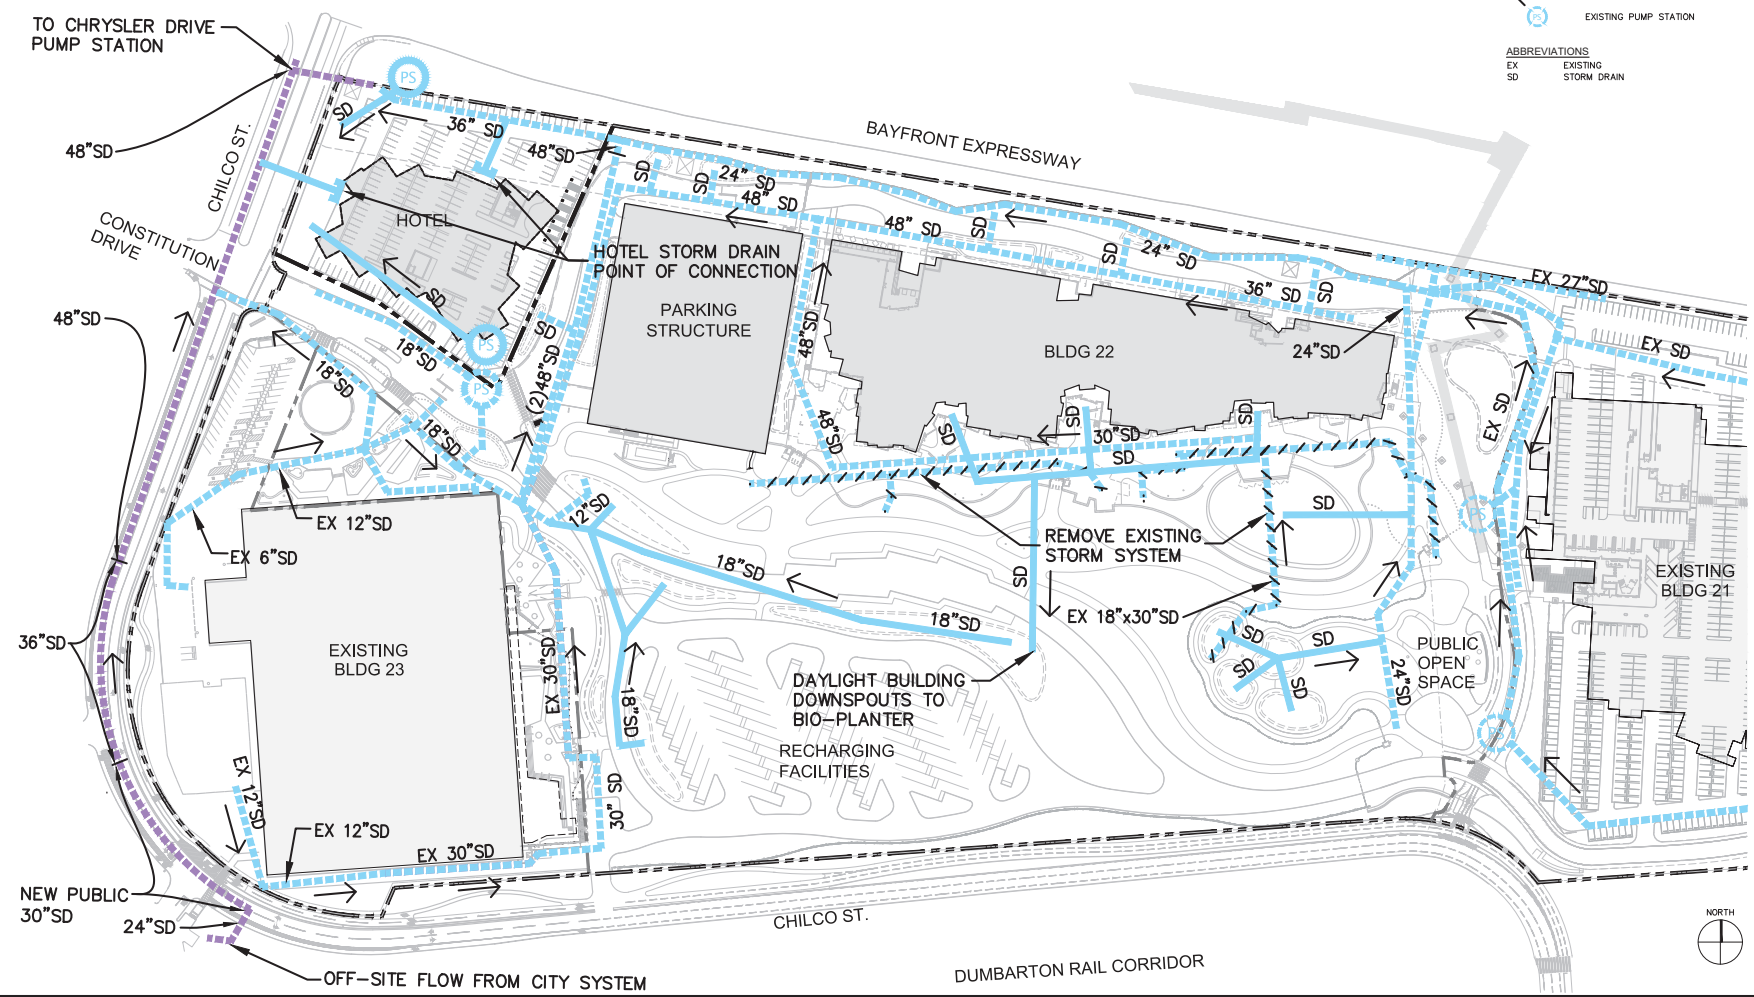 TO CHRYSLER DRIVE
PUMP STATION
PS
EXISTING PUMP STATION
ABBREVIATIONS
EX EXISTING
SD STORM DRAIN
PS
SD
36" SD
48"SD
48"SD
BAYFRONT EXPRESSWAY
CHILCO ST.
CONSTITUTION
DRIVE
HOTEL
SD
SD
24" SD
48" SD
48" SD
SD
SD
24" SD
36" SD
SD
EX 27"SD
HOTEL STORM DRAIN
POINT OF CONNECTION
PARKING
STRUCTURE
48"SD
BLDG 22
24"SD
EX SD
EX SD
48"SD
SD
18"SD
PS
PS
SD
(2)48"SD
18"SD
18"SD
48"SD
SD
SD
30"SD
SD
SD
EX 12"SD
EX 6"SD
12"SD
18"SD
18"SD
SD
REMOVE EXISTING
STORM SYSTEM
EX 18"x30"SD
SD
PS
EXISTING
BLDG 21
36"SD
EXISTING
BLDG 23
EX 30"SD
18"SD
SD
SD
SD
SD
24"SD
PUBLIC
OPEN
SPACE
DAYLIGHT BUILDING
DOWNSPOUTS TO
BIO-PLANTER
RECHARGING
FACILITIES
PS
EX 12"SD
EX 12"SD
EX 30"SD
30" SD
NEW PUBLIC
30"SD
24"SD
OFF-SITE FLOW FROM CITY SYSTEM
CHILCO ST.
DUMBARTON RAIL CORRIDOR
NORTH